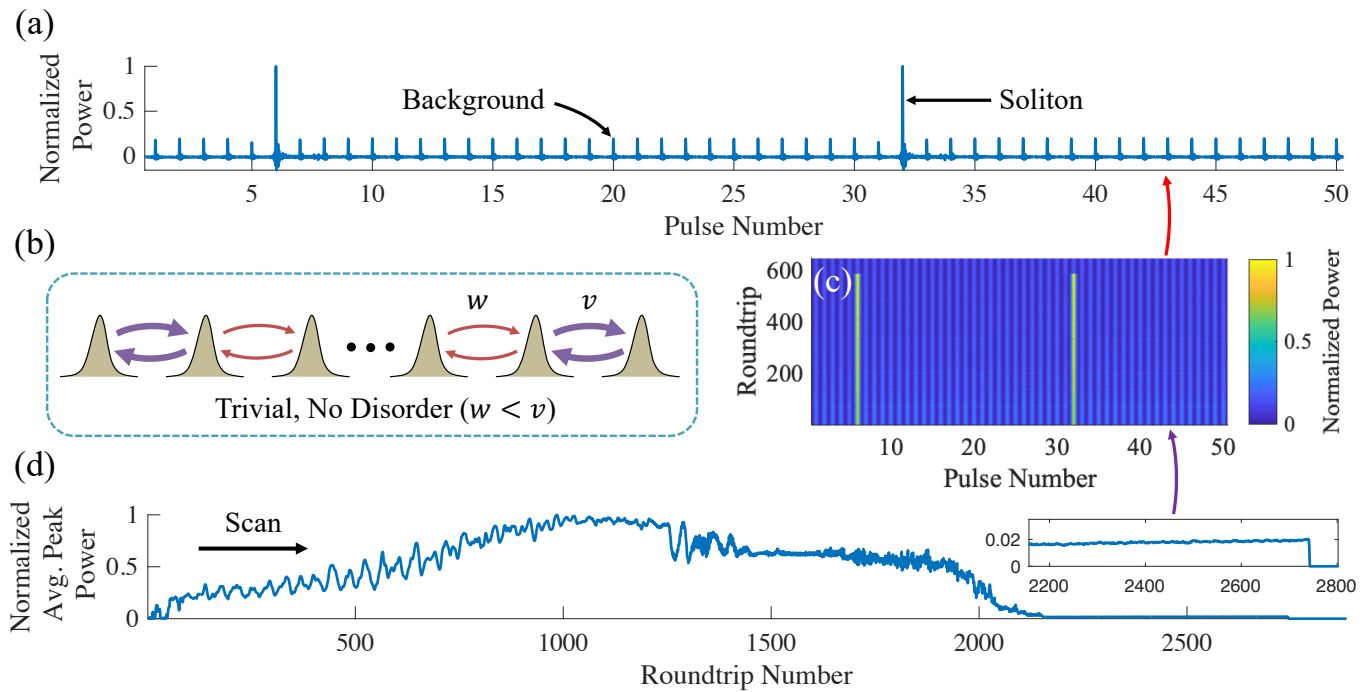 (a)
Normalized
Power
1
0.5
0
Background
Soliton
5 10 15 20 25 30 35 40 45 50
Pulse Number
(b)
w v
Trivial, No Disorder (w < v)
(c)
Roundtrip
600
400
200
10 20 30 40 50
Pulse Number
1
0.5
0
Normalized Power
(d)
Normalized
Avg. Peak
Power
1
0.5
0
Scan
0.02
0
2200 2400 2600 2800
500 1000 1500 2000 2500
Roundtrip Number